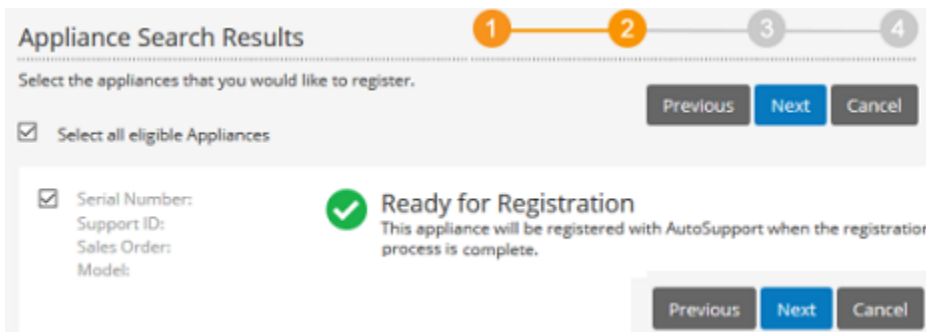 Appliance Search Results
1 2 3 4
Select the appliances that you would like to register.
Previous Next Cancel
Select all eligible Appliances
Serial Number:
Support ID:
Sales Order:
Model:
Ready for Registration
This appliance will be registered with AutoSupport when the registration
process is complete.
Previous Next Cancel